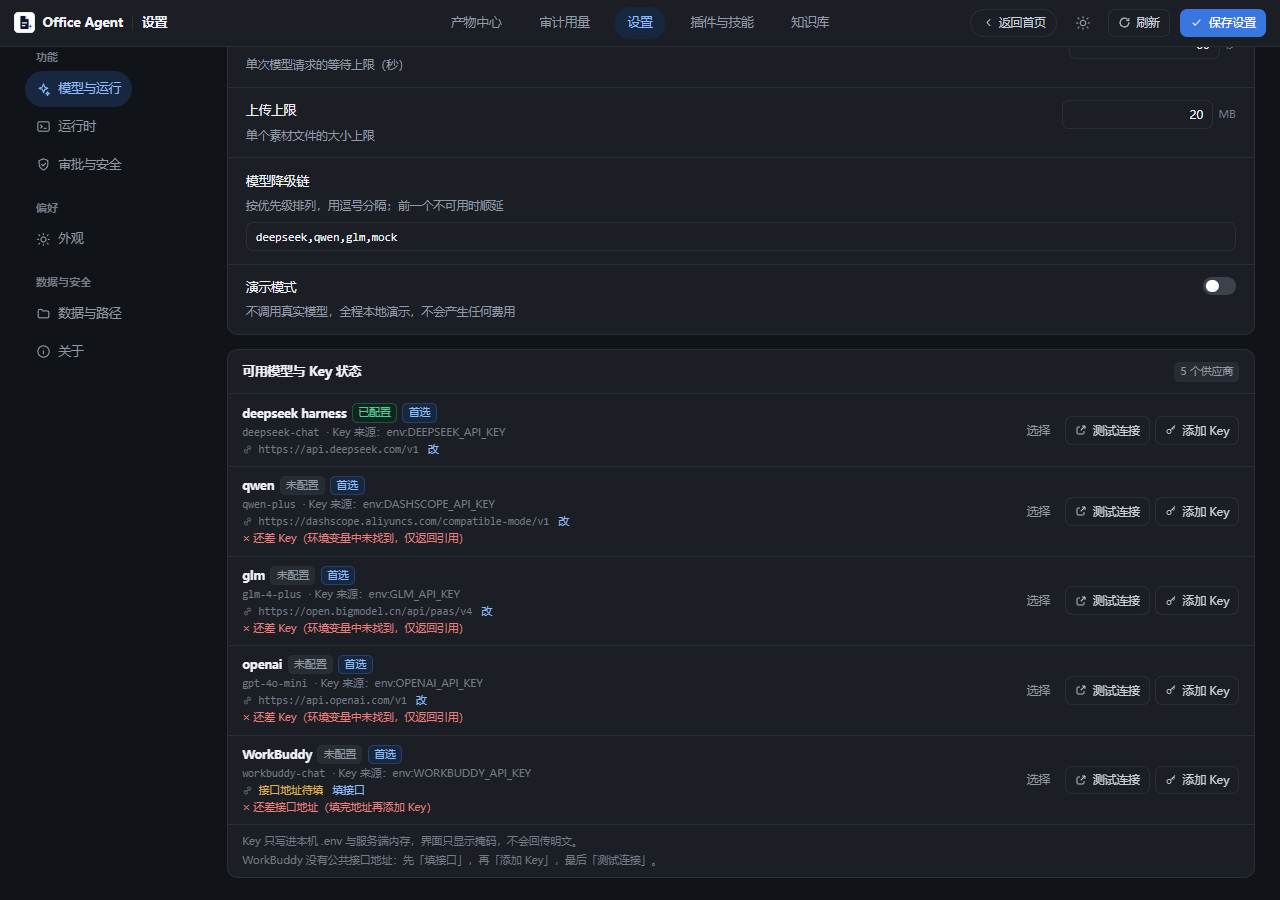 Office Agent
设置
产物中心
审计用量
设置
插件与技能
知识库
返回首页
刷新
保存设置
功能
模型与运行
运行时
审批与安全
偏好
外观
数据与安全
数据与路径
关于
单次模型请求的等待上限（秒）
上传上限
20 MB
单个素材文件的大小上限
模型降级链
按优先级排列，用逗号分隔；前一个不可用时顺延
deepseek,qwen,glm,mock
演示模式
不调用真实模型，全程本地演示，不会产生任何费用
可用模型与 Key 状态
5 个供应商
deepseek harness 已配置 首选
deepseek-chat · Key 来源：env:DEEPSEEK_API_KEY
https://api.deepseek.com/v1 改
选择 测试连接 添加 Key
qwen 未配置 首选
qwen-plus · Key 来源：env:DASHSCOPE_API_KEY
https://dashscope.aliyuncs.com/compatible-mode/v1 改
× 还差 Key（环境变量中未找到，仅返回引用）
选择 测试连接 添加 Key
glm 未配置 首选
glm-4-plus · Key 来源：env:GLM_API_KEY
https://open.bigmodel.cn/api/paas/v4 改
× 还差 Key（环境变量中未找到，仅返回引用）
选择 测试连接 添加 Key
openai 未配置 首选
gpt-4o-mini · Key 来源：env:OPENAI_API_KEY
https://api.openai.com/v1 改
× 还差 Key（环境变量中未找到，仅返回引用）
选择 测试连接 添加 Key
WorkBuddy 未配置 首选
workbuddy-chat · Key 来源：env:WORKBUDDY_API_KEY
接口地址待填 填接口
× 还差接口地址（填完地址再添加 Key）
选择 测试连接 添加 Key
Key 只写进本机 .env 与服务端内存，界面只显示掩码，不会回传明文。
WorkBuddy 没有公共接口地址：先「填接口」，再「添加 Key」，最后「测试连接」。